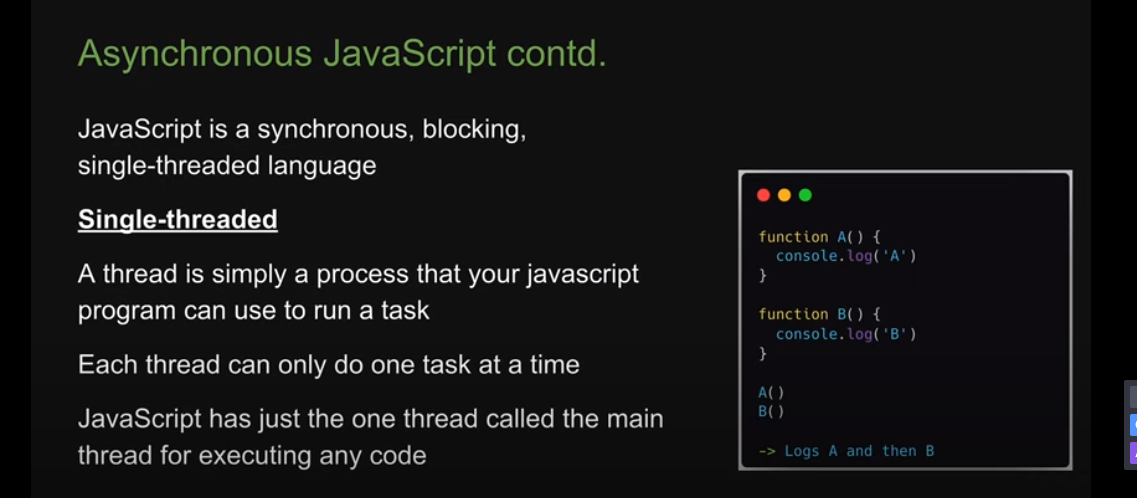 Asynchronous JavaScript contd.
JavaScript is a synchronous, blocking,
single-threaded language
Single-threaded
A thread is simply a process that your javascript
program can use to run a task
Each thread can only do one task at a time
JavaScript has just the one thread called the main
thread for executing any code
function A() {
  console.log('A')
}
function B() {
  console.log('B')
}
A()
B()
-> Logs A and then B